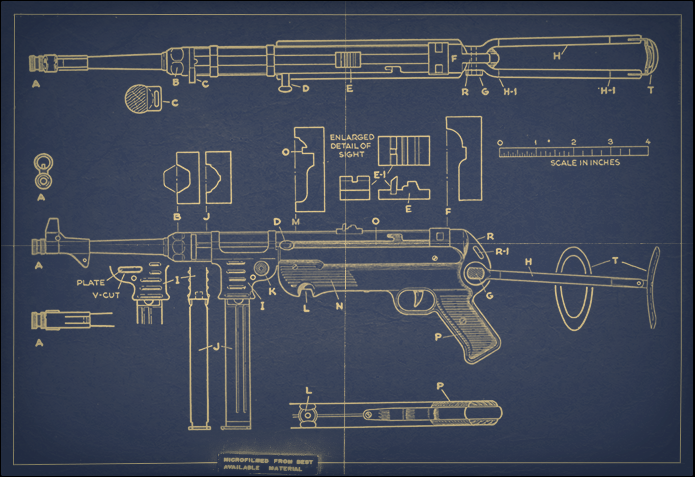 A
B
C
D
E
F
R
G
H-1
H
H-1
T
C
A
O
ENLARGED
DETAIL OF
SIGHT
E-1
E
0 1 2 3 4
SCALE IN INCHES
B
J
M
F
D
O
R
R-1
H
T
A
PLATE
V-CUT
I
I
K
L
N
G
A
J
P
L
P
MICROFILMED FROM BEST
AVAILABLE MATERIAL